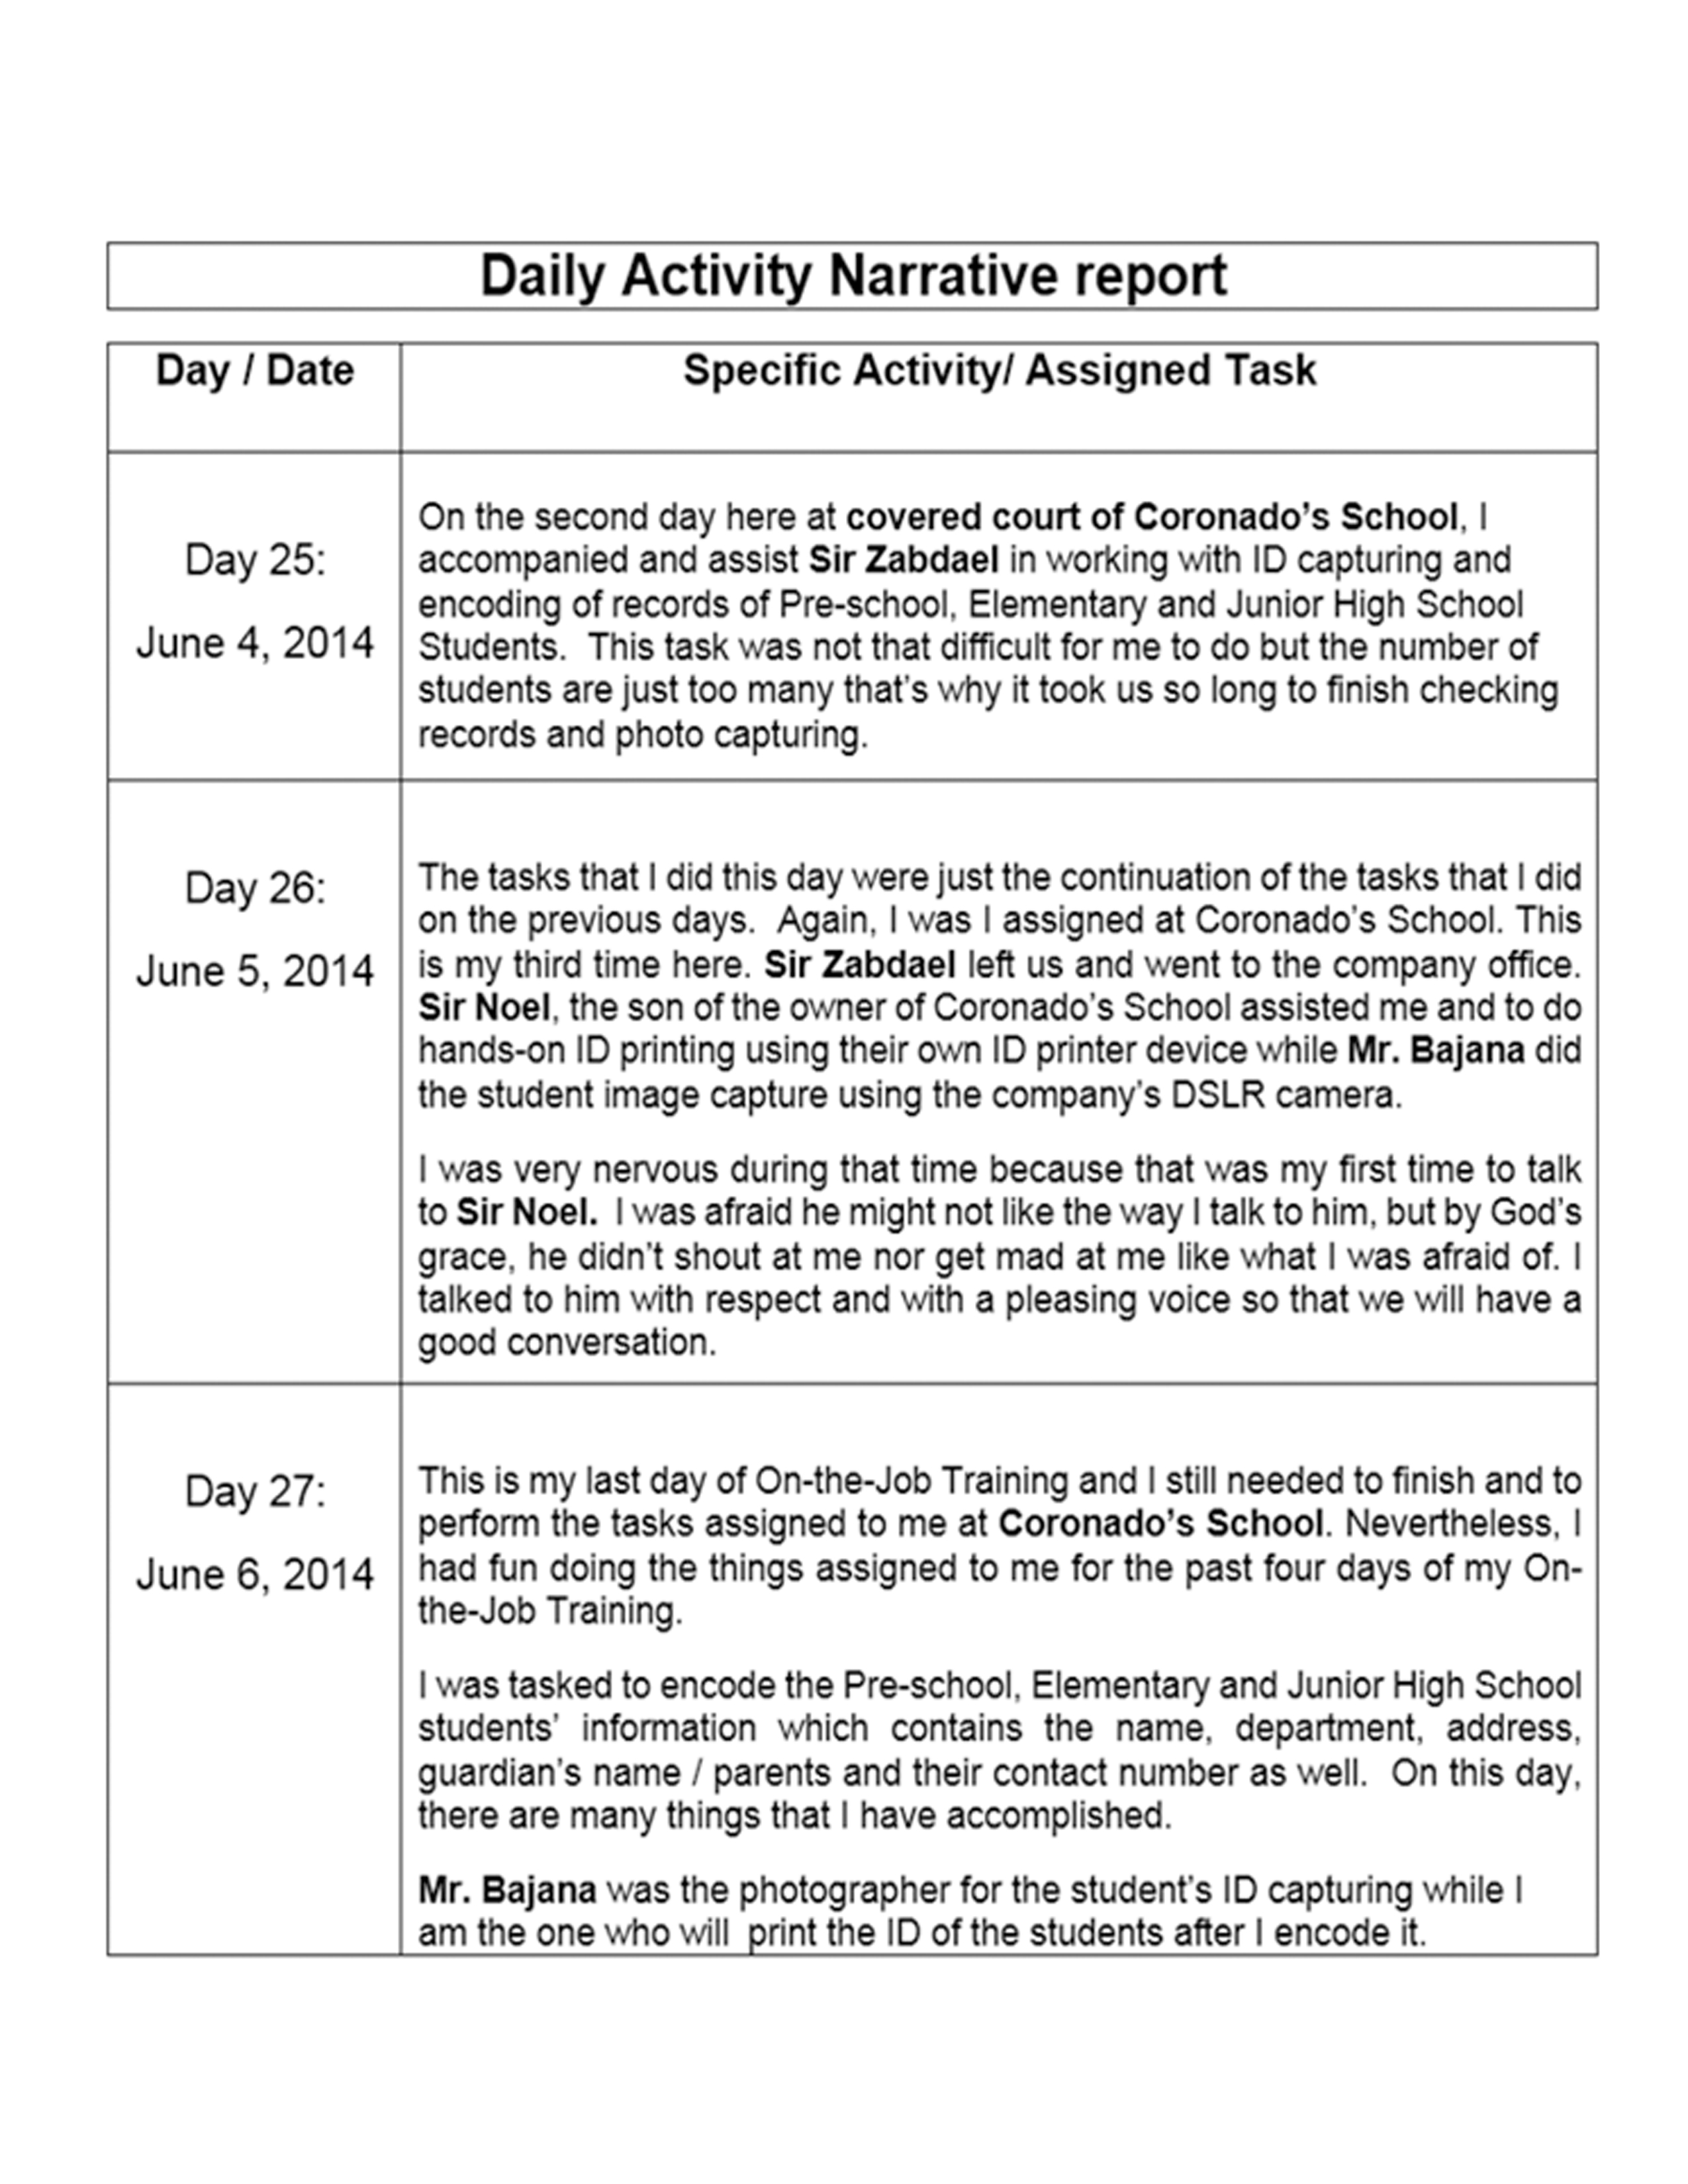 Daily Activity Narrative report
Day / Date
Specific Activity/ Assigned Task
Day 25:
June 4, 2014
On the second day here at covered court of Coronado’s School, I
accompanied and assist Sir Zabdael in working with ID capturing and
encoding of records of Pre-school, Elementary and Junior High School
Students.  This task was not that difficult for me to do but the number of
students are just too many that’s why it took us so long to finish checking
records and photo capturing.
Day 26:
June 5, 2014
The tasks that I did this day were just the continuation of the tasks that I did
on the previous days.  Again, I was I assigned at Coronado’s School. This
is my third time here. Sir Zabdael left us and went to the company office.
Sir Noel, the son of the owner of Coronado’s School assisted me and to do
hands-on ID printing using their own ID printer device while Mr. Bajana did
the student image capture using the company’s DSLR camera.
I was very nervous during that time because that was my first time to talk
to Sir Noel.  I was afraid he might not like the way I talk to him, but by God’s
grace, he didn’t shout at me nor get mad at me like what I was afraid of. I
talked to him with respect and with a pleasing voice so that we will have a
good conversation.
Day 27:
June 6, 2014
This is my last day of On-the-Job Training and I still needed to finish and to
perform the tasks assigned to me at Coronado’s School. Nevertheless, I
had fun doing the things assigned to me for the past four days of my On-
the-Job Training.
I was tasked to encode the Pre-school, Elementary and Junior High School
students’ information which contains the name, department, address,
guardian’s name / parents and their contact number as well.  On this day,
there are many things that I have accomplished.
Mr. Bajana was the photographer for the student’s ID capturing while I
am the one who will  print the ID of the students after I encode it.